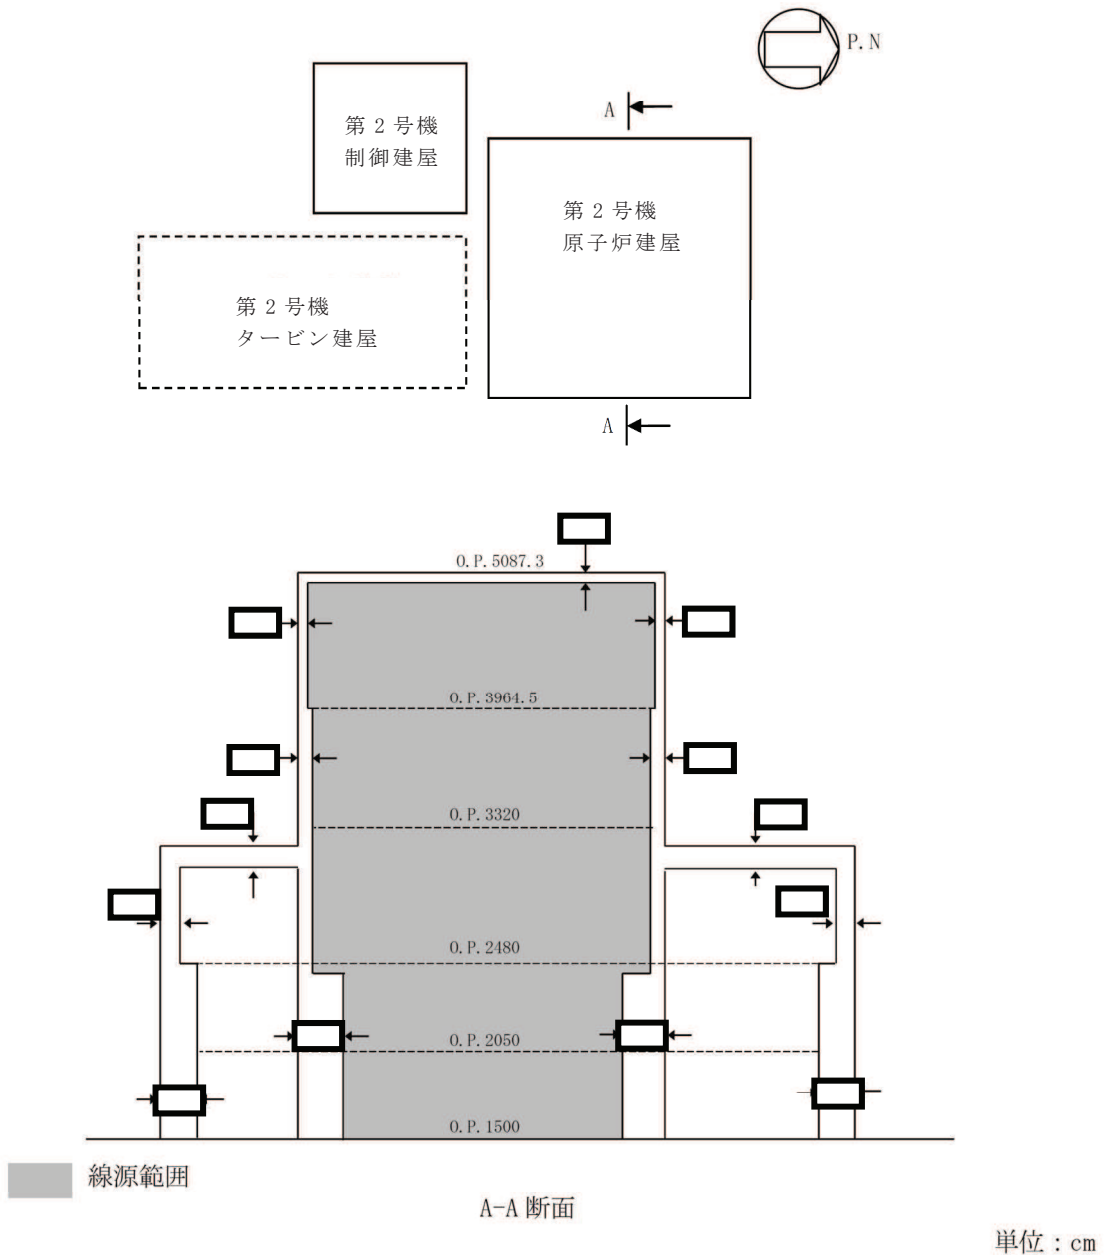 P.N
A
第2号機
制御建屋
第2号機
原子炉建屋
第2号機
タービン建屋
A
O.P.5087.3
O.P.3964.5
O.P.3320
O.P.2480
O.P.2050
O.P.1500
線源範囲
A-A 断面
単位:cm